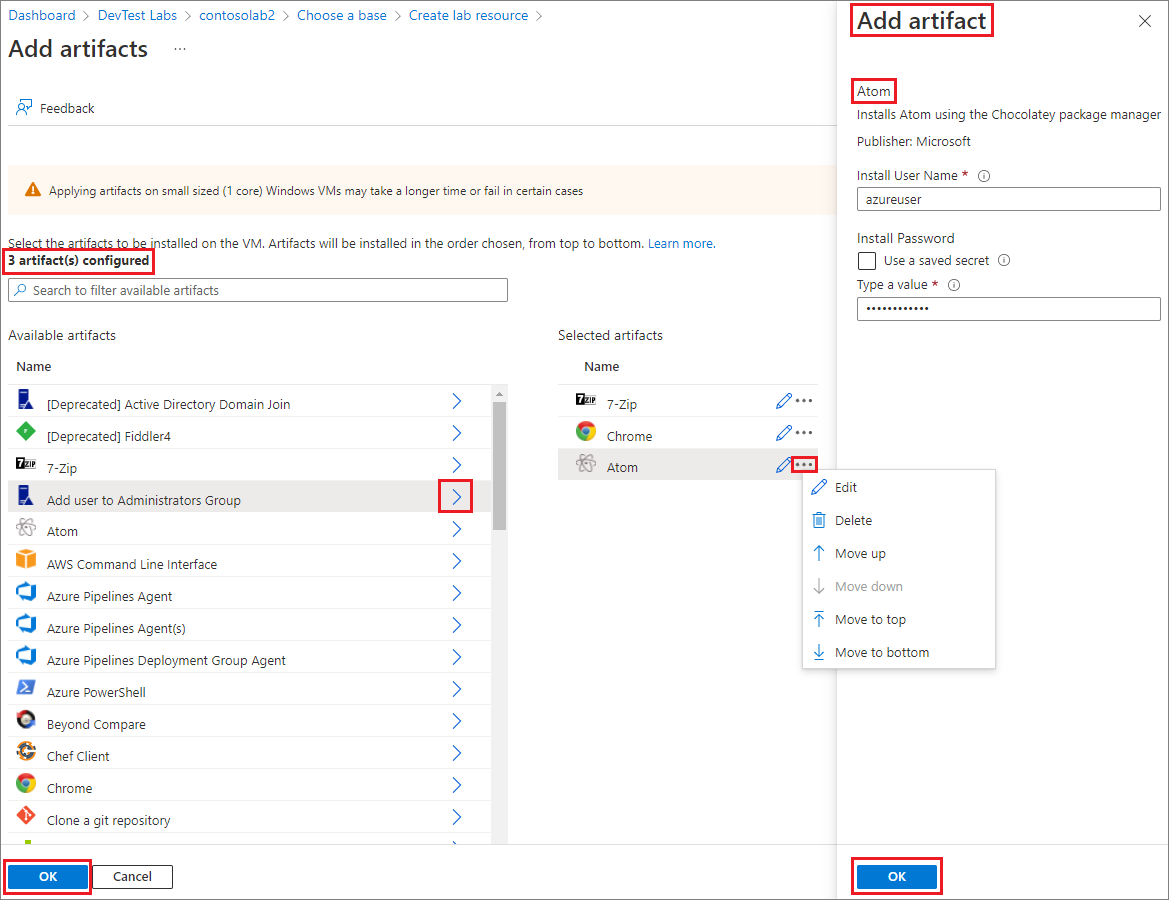 Dashboard > DevTest Labs > contosolab2 > Choose a base > Create lab resource >
Add artifacts ...
Feedback
Applying artifacts on small sized (1 core) Windows VMs may take a longer time or fail in certain cases
Select the artifacts to be installed on the VM. Artifacts will be installed in the order chosen, from top to bottom. Learn more.
3 artifact(s) configured
Search to filter available artifacts
Available artifacts
Name
[Deprecated] Active Directory Domain Join
[Deprecated] Fiddler4
7-Zip
Add user to Administrators Group
Atom
AWS Command Line Interface
Azure Pipelines Agent
Azure Pipelines Agent(s)
Azure Pipelines Deployment Group Agent
Azure PowerShell
Beyond Compare
Chef Client
Chrome
Clone a git repository
OK
Cancel
Selected artifacts
Name
7-Zip
Chrome
Atom
Edit
Delete
Move up
Move down
Move to top
Move to bottom
Add artifact
Atom
Installs Atom using the Chocolatey package manager
Publisher: Microsoft
Install User Name *
azureuser
Install Password
Use a saved secret
Type a value *
••••••••••••
OK